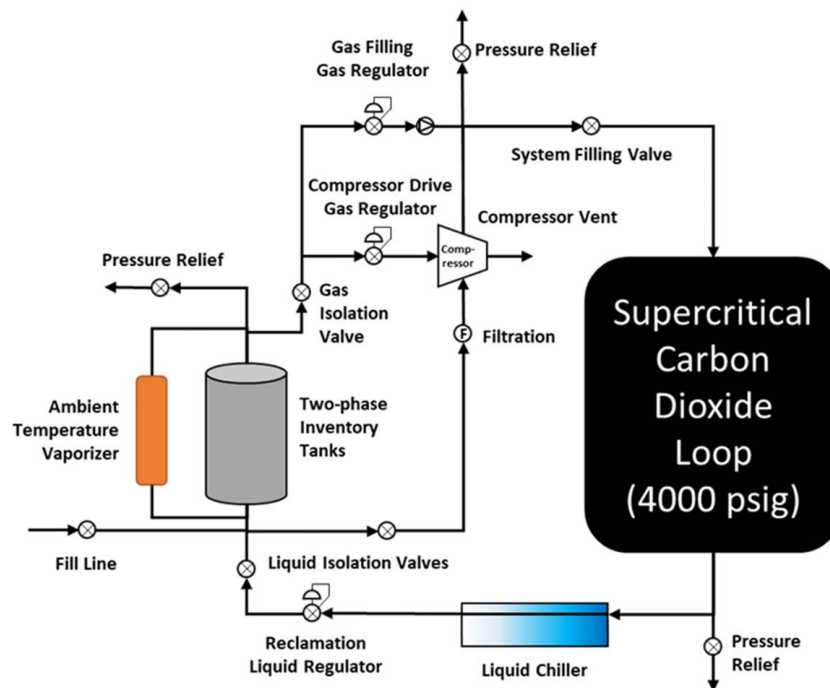 Gas Filling
Gas Regulator
Pressure Relief
System Filling Valve
Compressor Drive
Gas Regulator
Compressor Vent
Comp-
ressor
Pressure Relief
Gas
Isolation
Valve
F
Filtration
Ambient
Temperature
Vaporizer
Two-phase
Inventory
Tanks
Supercritical
Carbon
Dioxide
Loop
(4000 psig)
Fill Line
Liquid Isolation Valves
Reclamation
Liquid Regulator
Liquid Chiller
Pressure
Relief